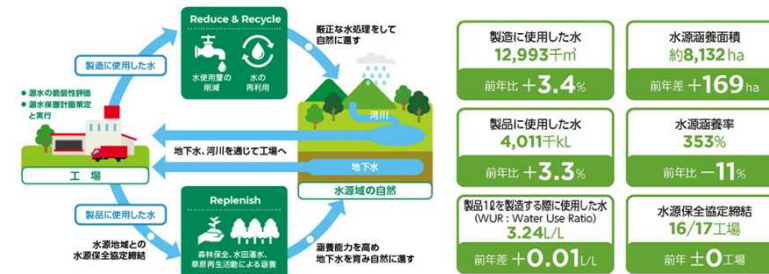 Reduce & Recycle
水使用量の
削減
水の
再利用
厳正な水処理をして
自然に還す
製造に使用した水
● 源水の脆弱性評価
● 源水保護計画策定
と実行
河川
地下水、河川を通じて工場へ
地下水
工場
水源域の自然
製品に使用した水
Replenish
森林保全、水田湛水、
草原再生活動による涵養
水源地域との
水源保全協定締結
涵養能力を高め
地下水を育み自然に還す
製造に使用した水
12,993千㎥
前年比 +3.4%
水源涵養面積
約8,132 ha
前年差 +169 ha
製品に使用した水
4,011千kL
前年比 +3.3%
水源涵養率
353%
前年比 −11%
製品1ℓを製造する際に使用した水
(WUR : Water Use Ratio)
3.24L/L
前年差 +0.01 L/L
水源保全協定締結
16/17工場
前年 ±0工場